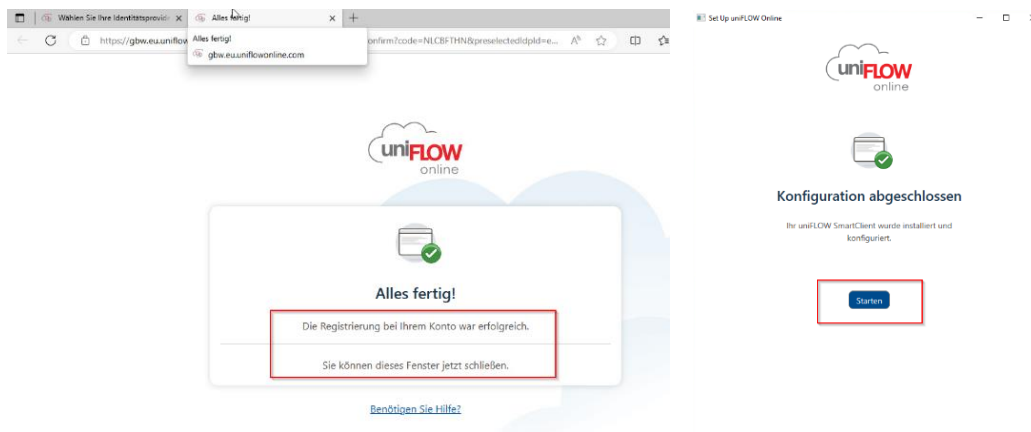 Wählen Sie Ihre Identitätsprovid
Alles fertig!
https://gbw.eu.uniflow
onfirm?code=NLCBFTHN&preselectedIdpId=e...
Alles fertig!
gbw.eu.uniflowonline.com
uniFLOW
online
Alles fertig!
Die Registrierung bei Ihrem Konto war erfolgreich.
Sie können dieses Fenster jetzt schließen.
Benötigen Sie Hilfe?
Set Up uniFLOW Online
uniFLOW
online
Konfiguration abgeschlossen
Ihr uniFLOW SmartClient wurde installiert und
konfiguriert.
Starten